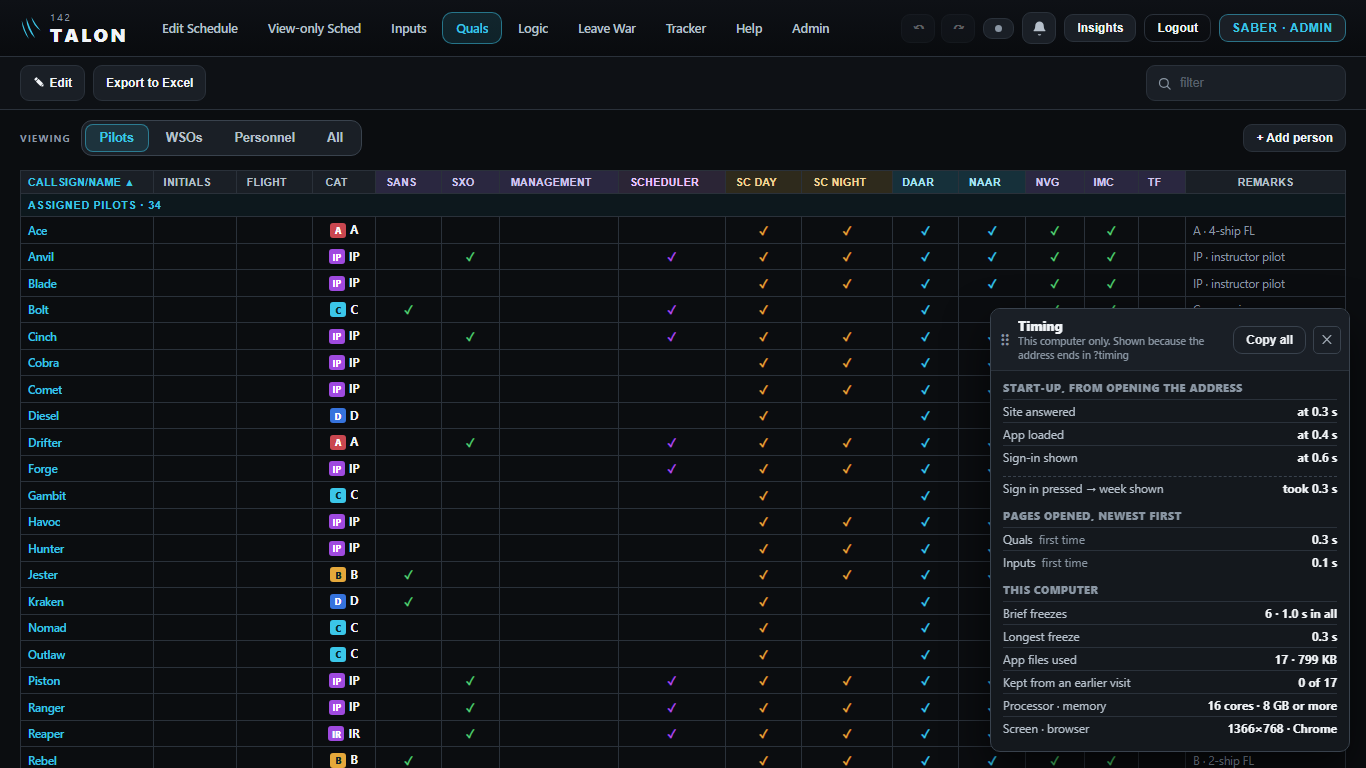 142
TALON
Edit Schedule
View-only Sched
Inputs
Quals
Logic
Leave War
Tracker
Help
Admin
Insights
Logout
SABER · ADMIN
Edit
Export to Excel
filter
VIEWING
Pilots
WSOs
Personnel
All
+ Add person
CALLSIGN/NAME ▲ INITIALS FLIGHT CAT SANS SXO MANAGEMENT SCHEDULER SC DAY SC NIGHT DAAR NAAR NVG IMC TF REMARKS
ASSIGNED PILOTS · 34
Ace A A ✓ ✓ ✓ ✓ ✓ ✓ A · 4-ship FL
Anvil IP IP ✓ ✓ ✓ ✓ ✓ ✓ ✓ ✓ IP · instructor pilot
Blade IP IP ✓ ✓ ✓ ✓ ✓ ✓ IP · instructor pilot
Bolt C C ✓ ✓ ✓ ✓
Cinch IP IP ✓ ✓ ✓ ✓ ✓
Cobra IP IP ✓ ✓ ✓
Comet IP IP ✓ ✓ ✓
Diesel D D ✓ ✓
Drifter A A ✓ ✓ ✓ ✓ ✓
Forge IP IP ✓ ✓ ✓ ✓
Gambit C C ✓ ✓
Havoc IP IP ✓ ✓ ✓
Hunter IP IP ✓ ✓ ✓
Jester B B ✓ ✓ ✓ ✓
Kraken D D ✓ ✓ ✓
Nomad C C ✓ ✓
Outlaw C C ✓ ✓
Piston IP IP ✓ ✓ ✓ ✓ ✓
Ranger IP IP ✓ ✓ ✓ ✓ ✓
Reaper IR IR ✓ ✓ ✓ ✓ ✓
Rebel B B ✓ ✓ ✓ ✓ ✓ ✓ ✓ B · 2-ship FL
Timing
This computer only. Shown because the
address ends in ?timing
Copy all
START-UP, FROM OPENING THE ADDRESS
Site answered at 0.3 s
App loaded at 0.4 s
Sign-in shown at 0.6 s
Sign in pressed → week shown took 0.3 s
PAGES OPENED, NEWEST FIRST
Quals first time 0.3 s
Inputs first time 0.1 s
THIS COMPUTER
Brief freezes 6 · 1.0 s in all
Longest freeze 0.3 s
App files used 17 · 799 KB
Kept from an earlier visit 0 of 17
Processor · memory 16 cores · 8 GB or more
Screen · browser 1366×768 · Chrome